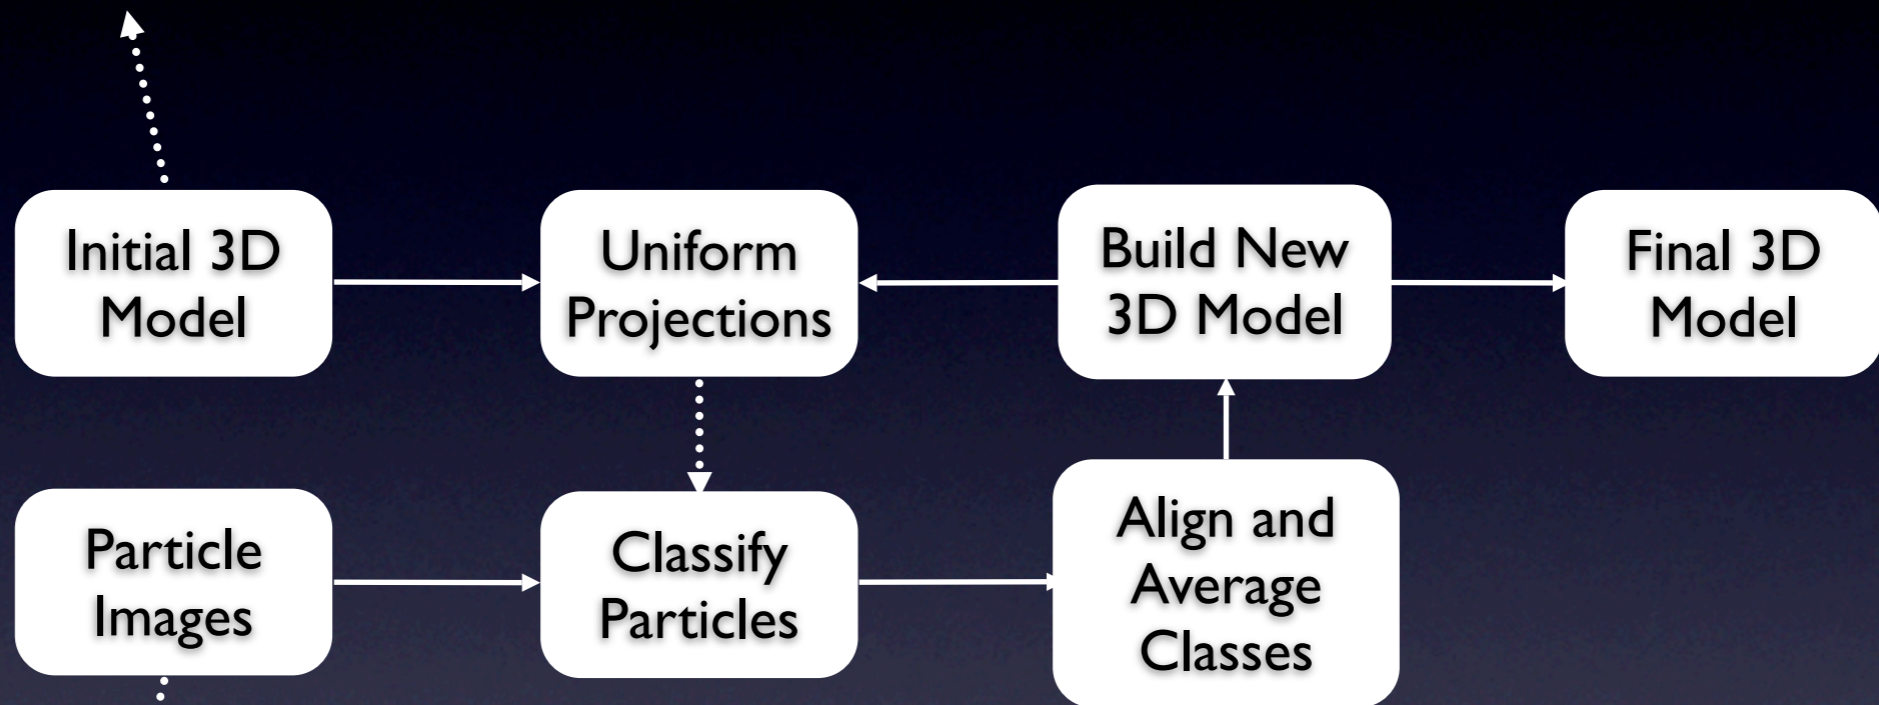 Initial 3D
Model
Uniform
Projections
Build New
3D Model
Final 3D
Model
Particle
Images
Classify
Particles
Align and
Average
Classes